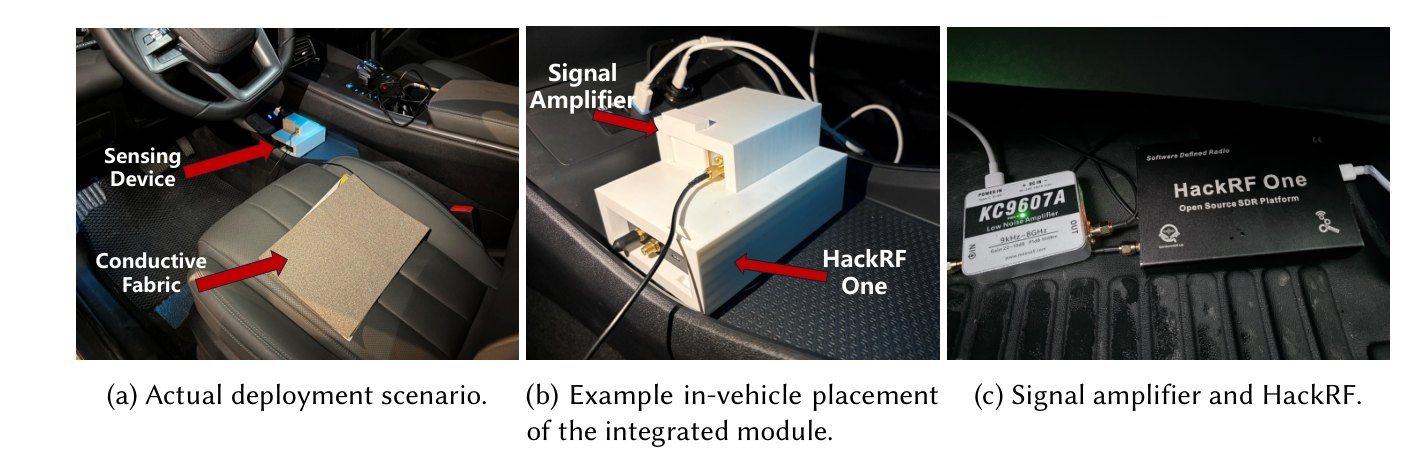 Sensing
Device
Conductive
Fabric
Signal
Amplifier
HackRF
One
POWER IN
DC IN
KC9607A
Low Noise Amplifier
9kHz-8GHz
IN
OUT
Software Defined Radio
HackRF One
Open Source SDR Platform
(a) Actual deployment scenario.
(b) Example in-vehicle placement
of the integrated module.
(c) Signal amplifier and HackRF.